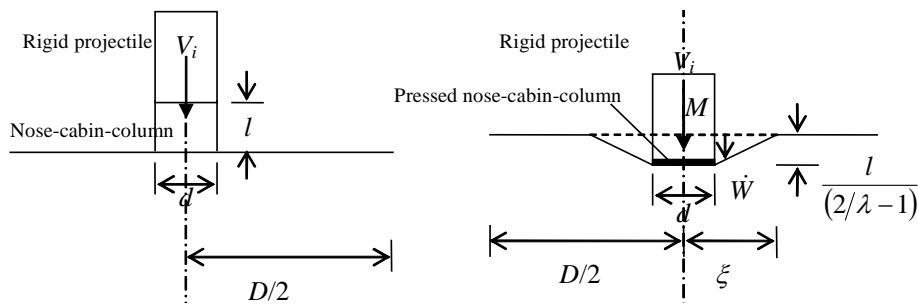 Rigid projectile
V_i
Nose-cabin-column
l
d
D/2
Rigid projectile
V_i
Pressed nose-cabin-column
M
Ẇ
l/(2/λ−1)
d
D/2
ξ